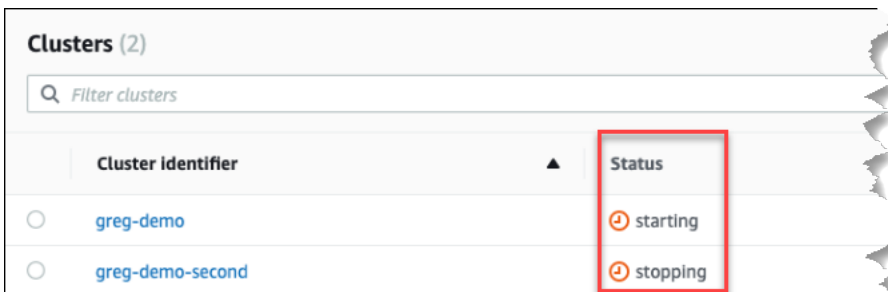 Clusters (2)
Filter clusters
Cluster identifier Status
greg-demo starting
greg-demo-second stopping